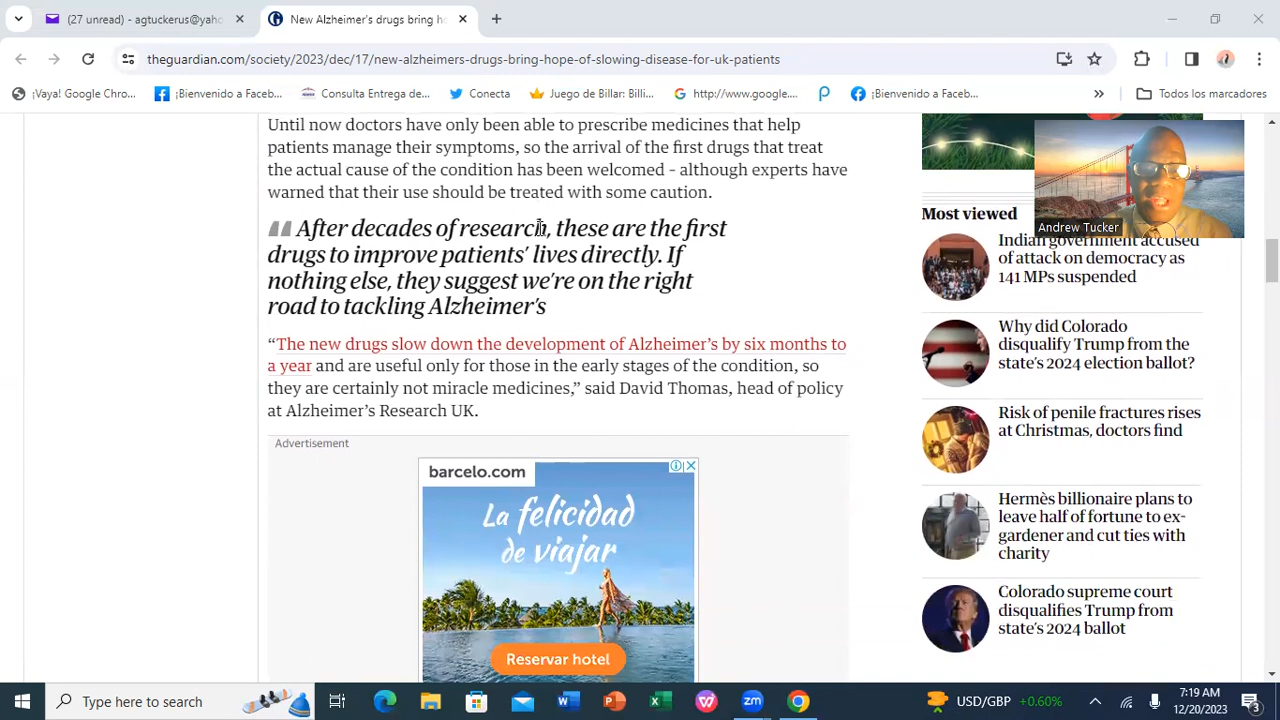 (27 unread) - agtuckerus@yaho
New Alzheimer's drugs bring ho
theguardian.com/society/2023/dec/17/new-alzheimers-drugs-bring-hope-of-slowing-disease-for-uk-patients
¡Vaya! Google Chro...
¡Bienvenido a Faceb...
Consulta Entrega de...
Conecta
Juego de Billar: Billi...
http://www.google....
¡Bienvenido a Faceb...
»
Todos los marcadores
Until now doctors have only been able to prescribe medicines that help
patients manage their symptoms, so the arrival of the first drugs that treat
the actual cause of the condition has been welcomed – although experts have
warned that their use should be treated with some caution.
After decades of research, these are the first
drugs to improve patients’ lives directly. If
nothing else, they suggest we’re on the right
road to tackling Alzheimer’s
“The new drugs slow down the development of Alzheimer’s by six months to
a year and are useful only for those in the early stages of the condition, so
they are certainly not miracle medicines,” said David Thomas, head of policy
at Alzheimer’s Research UK.
Advertisement
barcelo.com
La felicidad
de viajar
Reservar hotel
Andrew Tucker
Most viewed
Indian government accused
of attack on democracy as
141 MPs suspended
Why did Colorado
disqualify Trump from the
state’s 2024 election ballot?
Risk of penile fractures rises
at Christmas, doctors find
Hermès billionaire plans to
leave half of fortune to ex-
gardener and cut ties with
charity
Colorado supreme court
disqualifies Trump from
state’s 2024 ballot
Type here to search
USD/GBP +0.60%
7:19 AM
12/20/2023
3